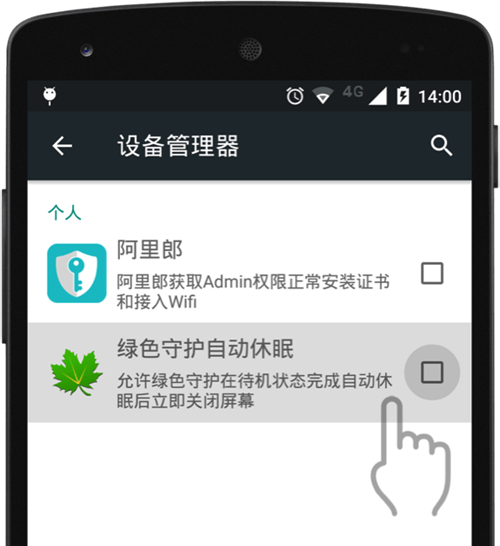 4G 14:00
设备管理器
个人
阿里郎
阿里郎获取Admin权限正常安装证书
和接入Wifi
绿色守护自动休眠
允许绿色守护在待机状态完成自动休
眠后立即关闭屏幕